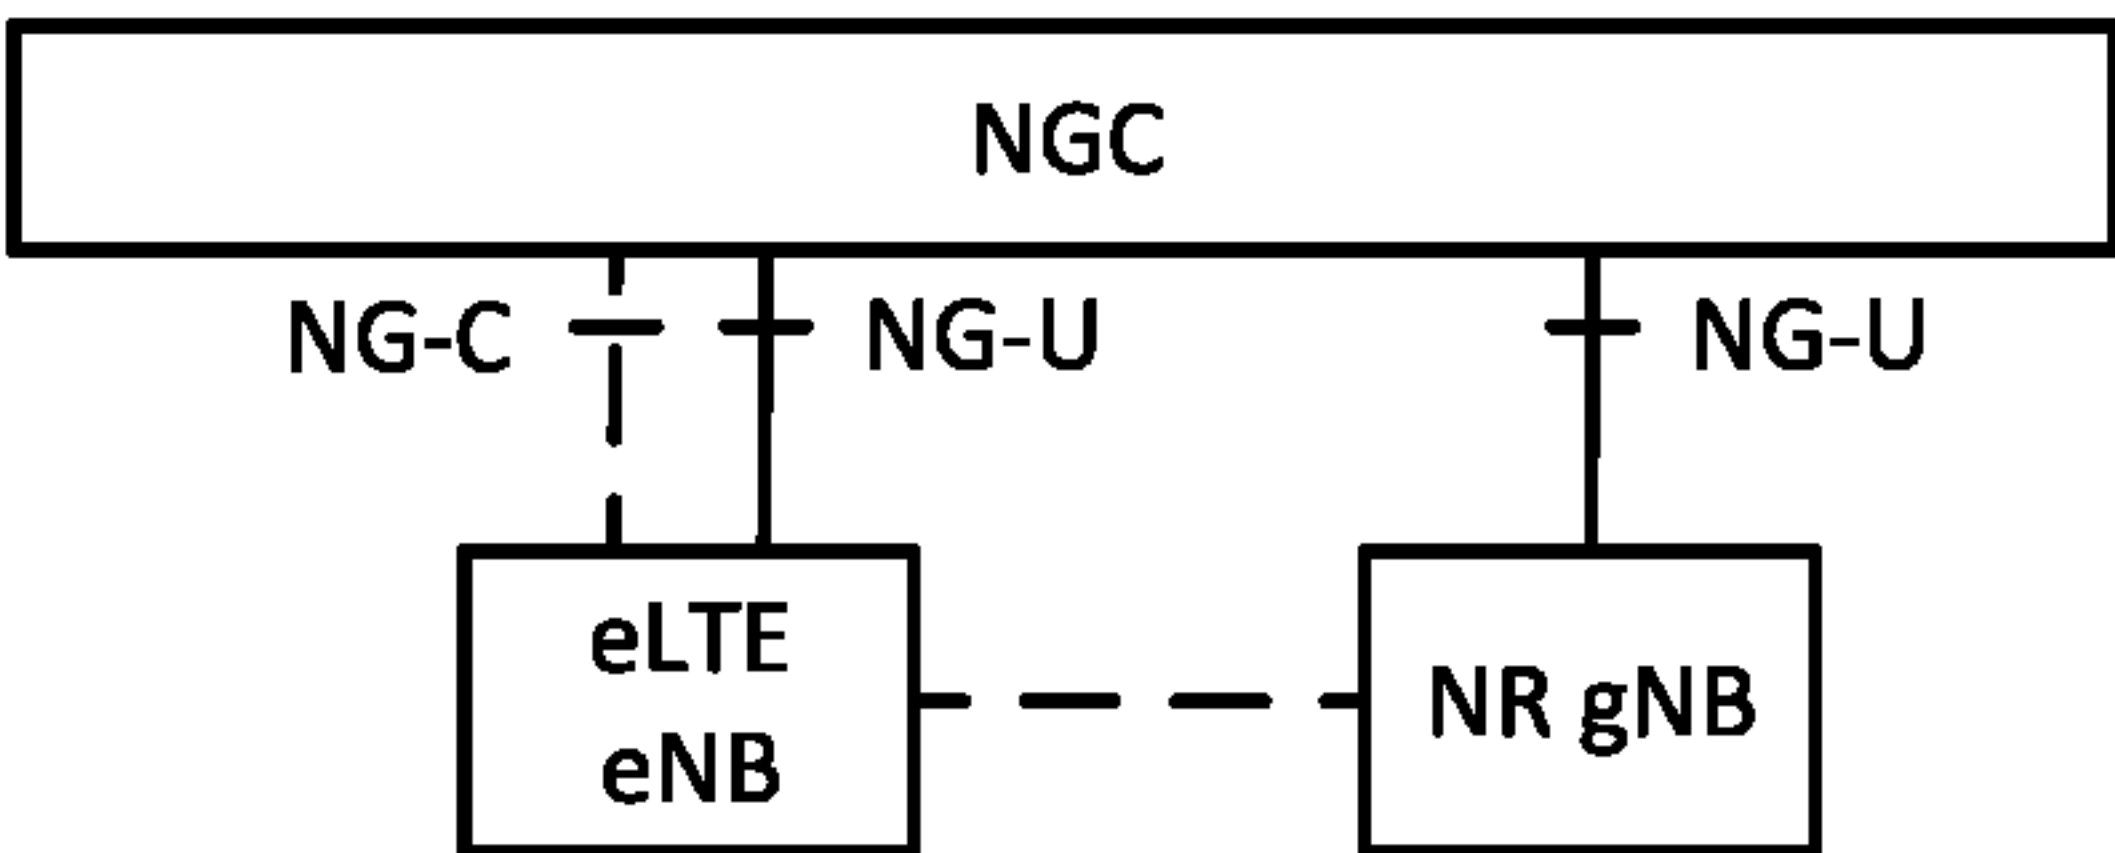 NGC
NG-C
NG-U
NG-U
eLTE
eNB
NR gNB